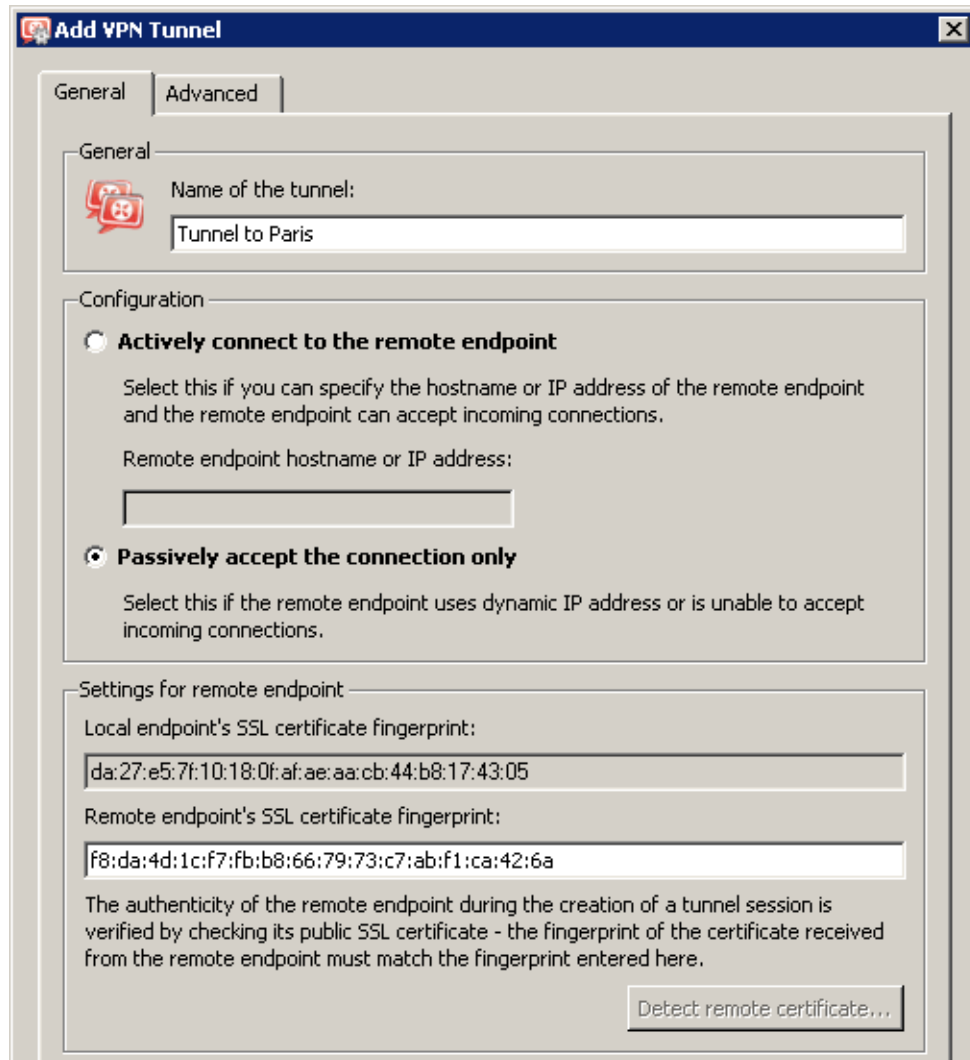 Add VPN Tunnel
General
Advanced
General
Name of the tunnel:
Tunnel to Paris
Configuration
Actively connect to the remote endpoint
Select this if you can specify the hostname or IP address of the remote endpoint
and the remote endpoint can accept incoming connections.
Remote endpoint hostname or IP address:
Passively accept the connection only
Select this if the remote endpoint uses dynamic IP address or is unable to accept
incoming connections.
Settings for remote endpoint
Local endpoint's SSL certificate fingerprint:
da:27:e5:7f:10:18:0f:af:ae:aa:cb:44:b8:17:43:05
Remote endpoint's SSL certificate fingerprint:
f8:da:4d:1c:f7:fb:b8:66:79:73:c7:ab:f1:ca:42:6a
The authenticity of the remote endpoint during the creation of a tunnel session is
verified by checking its public SSL certificate - the fingerprint of the certificate received
from the remote endpoint must match the fingerprint entered here.
Detect remote certificate...